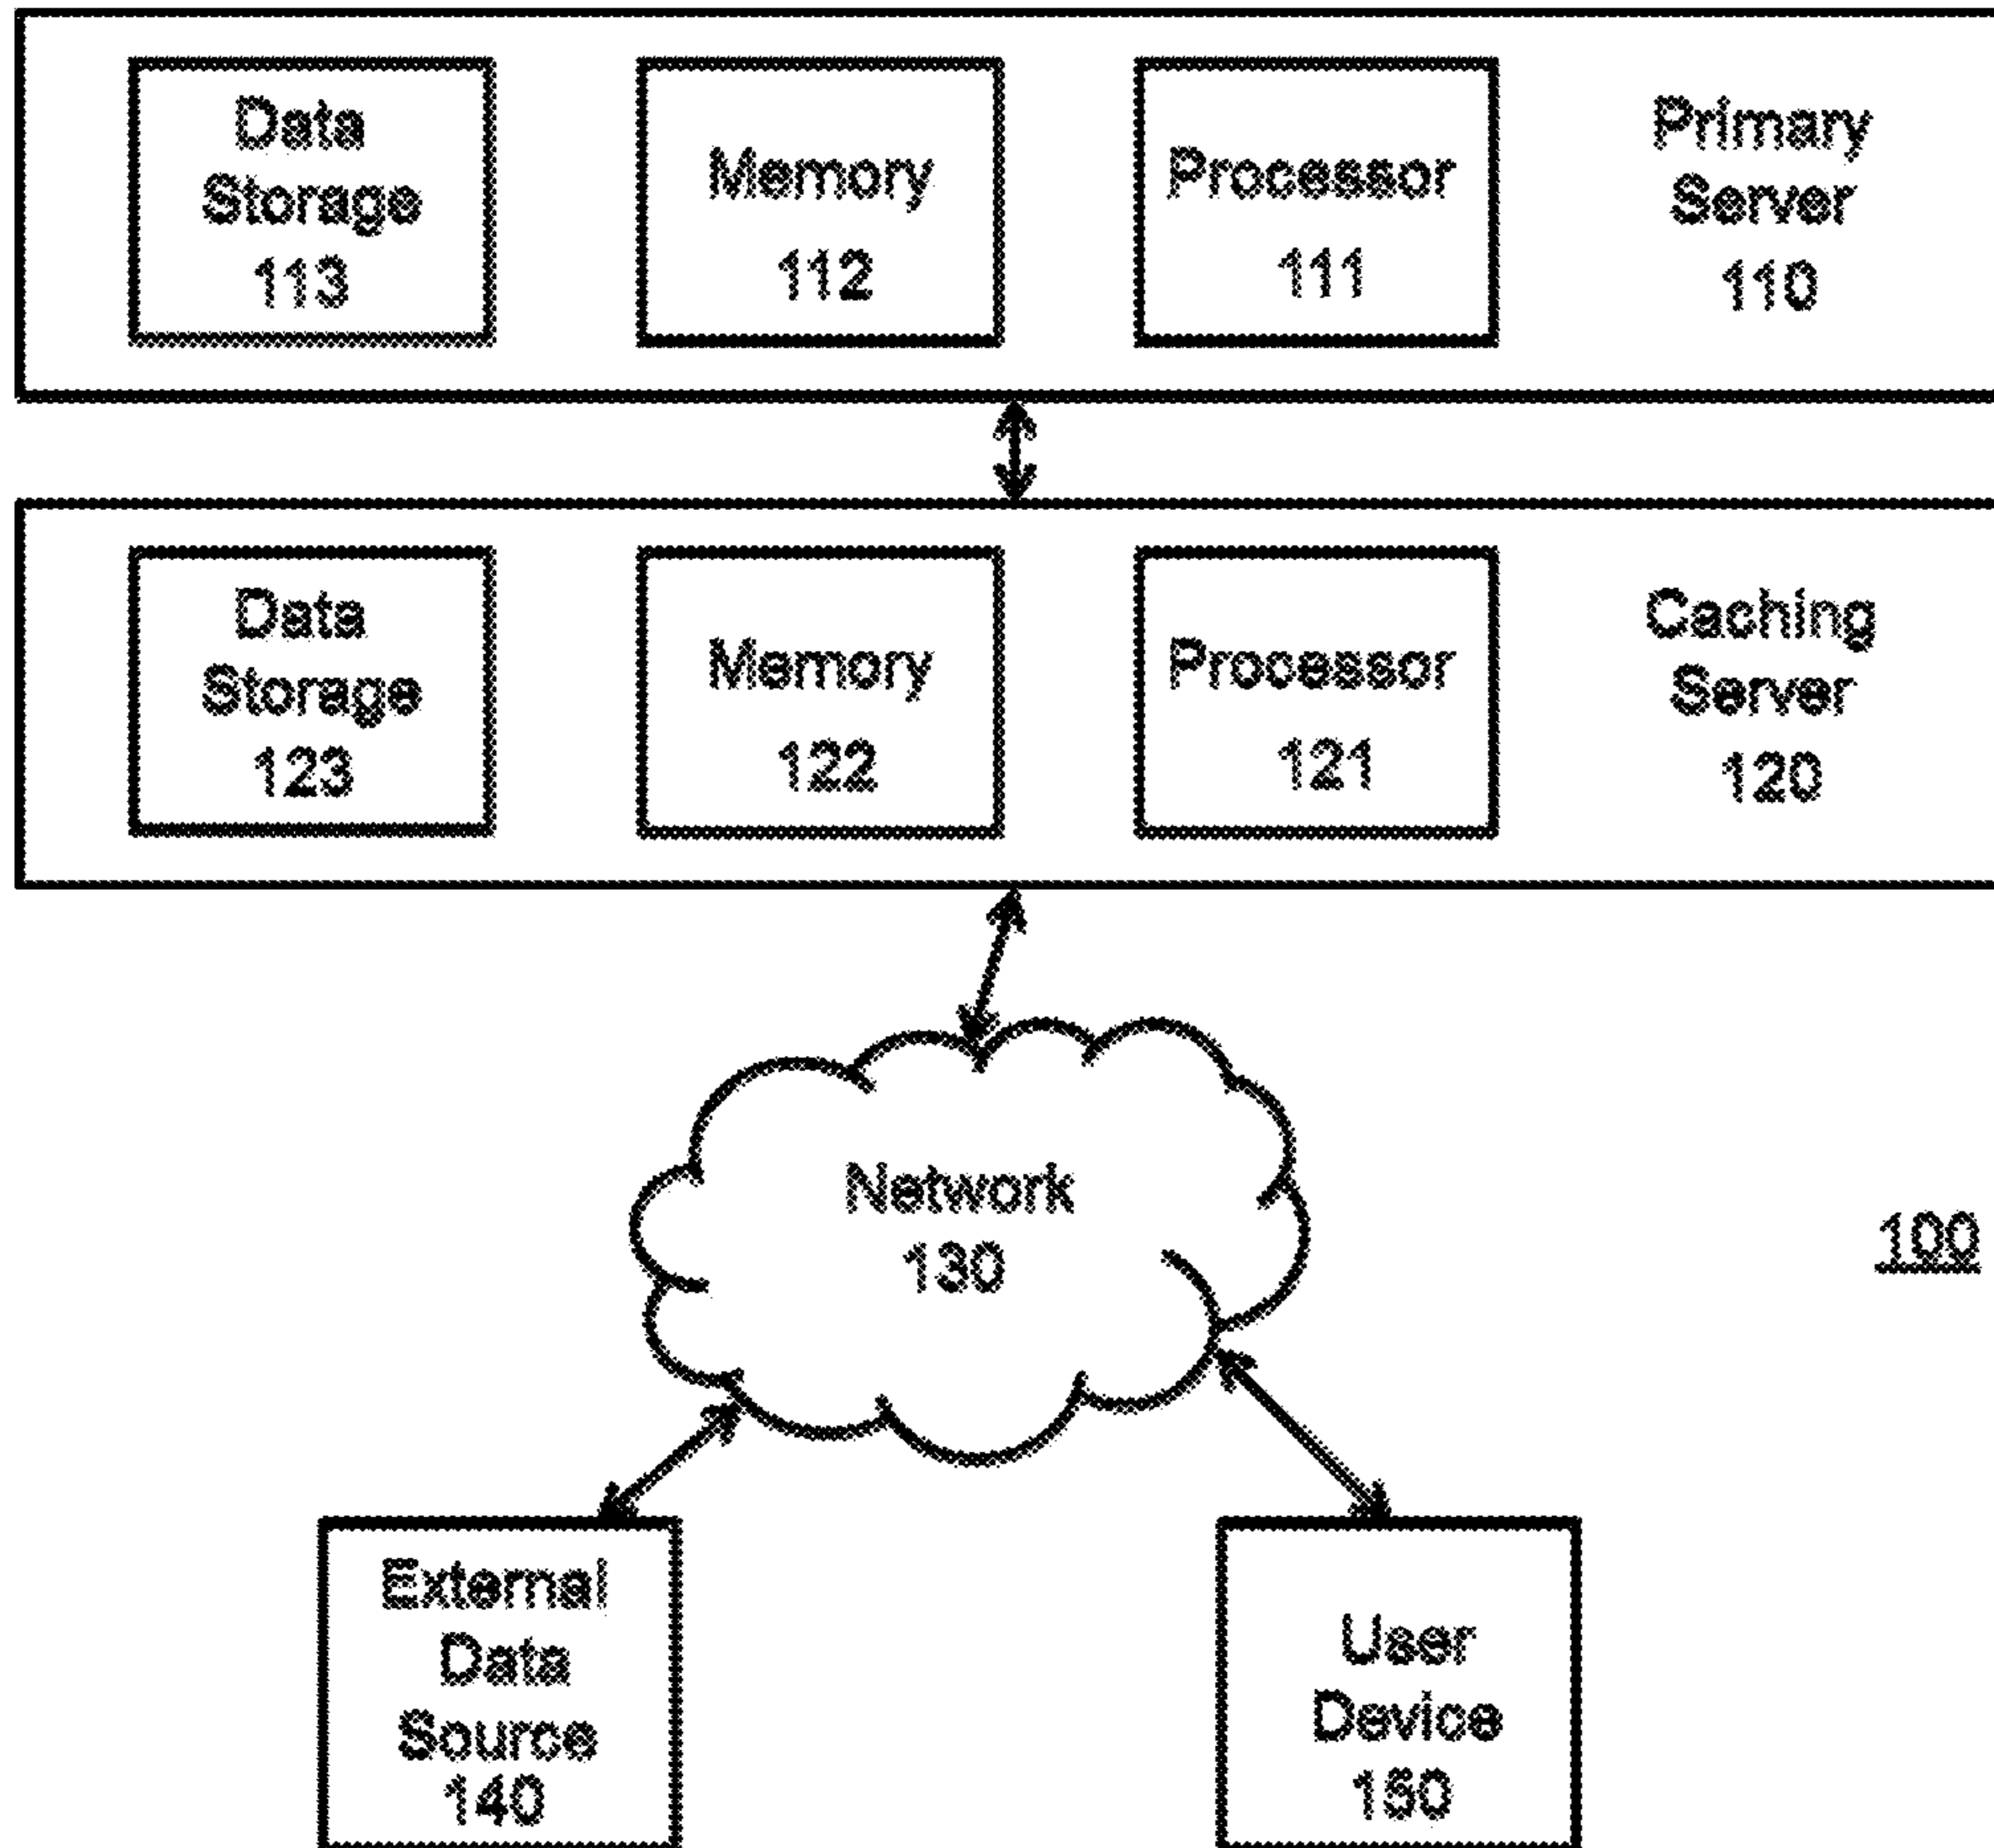 Data
Storage
113
Memory
112
Processor
111
Primary
Server
110
Data
Storage
123
Memory
122
Processor
121
Caching
Server
120
Network
130
100
External
Data
Source
140
User
Device
150